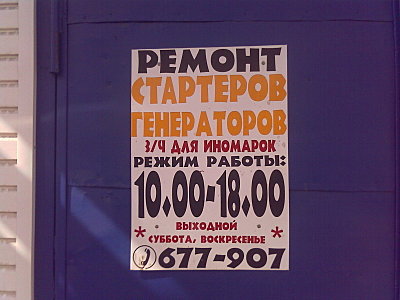 РЕМОНТ
СТАРТЕРОВ
ГЕНЕРАТОРОВ
З/Ч ДЛЯ ИНОМАРОК
РЕЖИМ РАБОТЫ:
10.00-18.00
ВЫХОДНОЙ
* СУББОТА, ВОСКРЕСЕНЬЕ *
677-907